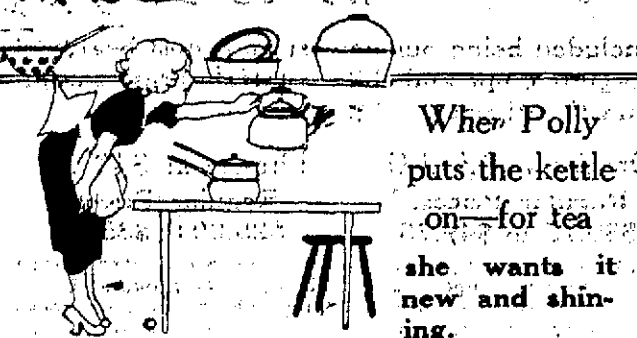 When Polly
puts the kettle
on—for tea
she wants it
new and shin-
ing.